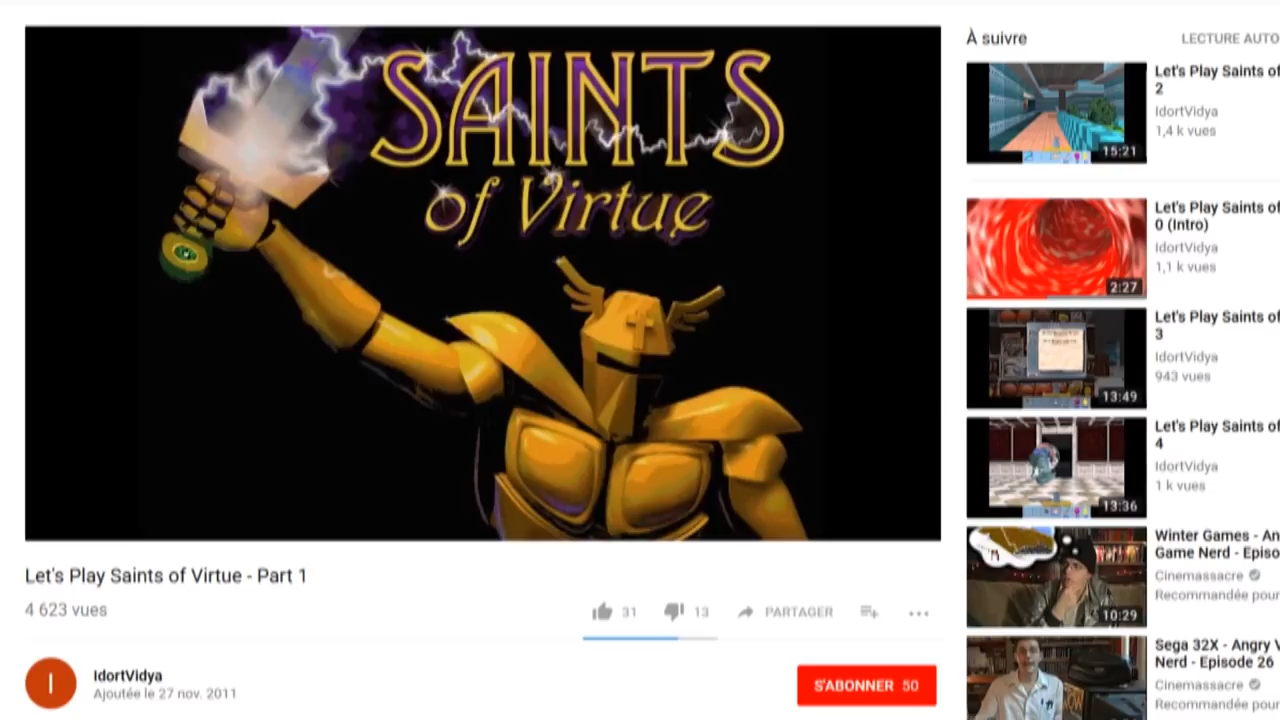 SAINTS
of Virtue
Let's Play Saints of Virtue - Part 1
4 623 vues
31
13
PARTAGER
I
IdortVidya
Ajoutée le 27 nov. 2011
S'ABONNER 50
À suivre
LECTURE AUTO
Let's Play Saints of
2
IdortVidya
1,4 k vues
15:21
Let's Play Saints of
0 (Intro)
IdortVidya
1,1 k vues
2:27
Let's Play Saints of
3
IdortVidya
943 vues
13:49
Let's Play Saints of
4
IdortVidya
1 k vues
13:36
Winter Games - An
Game Nerd - Episo
Cinemassacre
Recommandée pour
10:29
Sega 32X - Angry V
Nerd - Episode 26
Cinemassacre
Recommandée pour